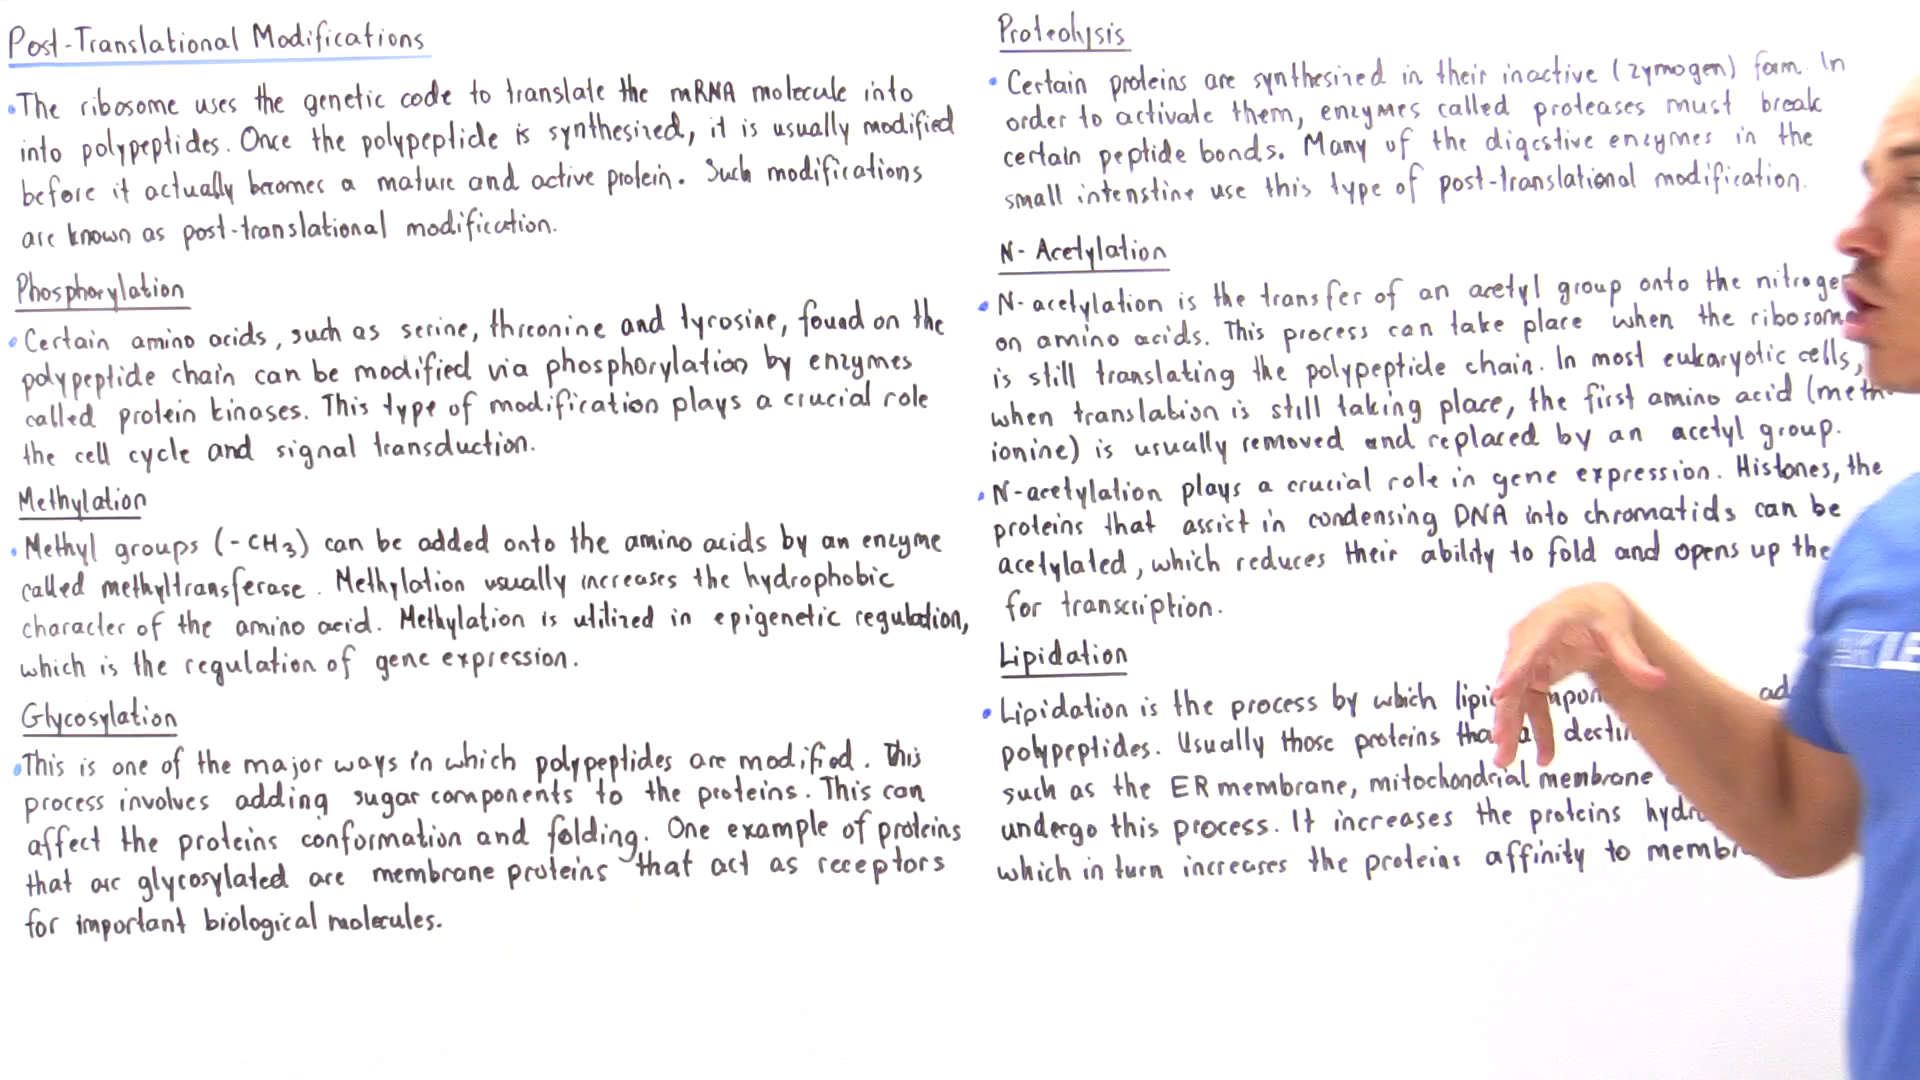 Post-Translational Modifications
• The ribosome uses the genetic code to translate the mRNA molecule into
into polypeptides. Once the polypeptide is synthesized, it is usually modified
before it actually becomes a mature and active protein. Such modifications
are known as post-translational modification.
Phosphorylation
• Certain amino acids, such as serine, threonine and tyrosine, found on the
polypeptide chain can be modified via phosphorylation by enzymes
called protein kinases. This type of modification plays a crucial role
the cell cycle and signal transduction.
Methylation
• Methyl groups (-CH3) can be added onto the amino acids by an enzyme
called methyltransferase. Methylation usually increases the hydrophobic
character of the amino acid. Methylation is utilized in epigenetic regulation,
which is the regulation of gene expression.
Glycosylation
• This is one of the major ways in which polypeptides are modified. This
process involves adding sugar components to the proteins. This can
affect the proteins conformation and folding. One example of proteins
that are glycosylated are membrane proteins that act as receptors
for important biological molecules.
Proteolysis
• Certain proteins are synthesized in their inactive (zymogen) form. In
order to activate them, enzymes called proteases must break
certain peptide bonds. Many of the digestive enzymes in the
small intenstine use this type of post-translational modification.
N-Acetylation
• N-acetylation is the transfer of an acetyl group onto the nitroge
on amino acids. This process can take place when the ribosom
is still translating the polypeptide chain. In most eukaryotic cells,
when translation is still taking place, the first amino acid (meth-
ionine) is usually removed and replaced by an acetyl group.
• N-acetylation plays a crucial role in gene expression. Histones, the
proteins that assist in condensing DNA into chromatids can be
acetylated, which reduces their ability to fold and opens up the
for transcription.
Lipidation
• Lipidation is the process by which
polypeptides. Usually those proteins
such as the ER membrane, mitochondrial membrane
undergo this process. It increases the proteins
which in turn increases the proteins affinity to